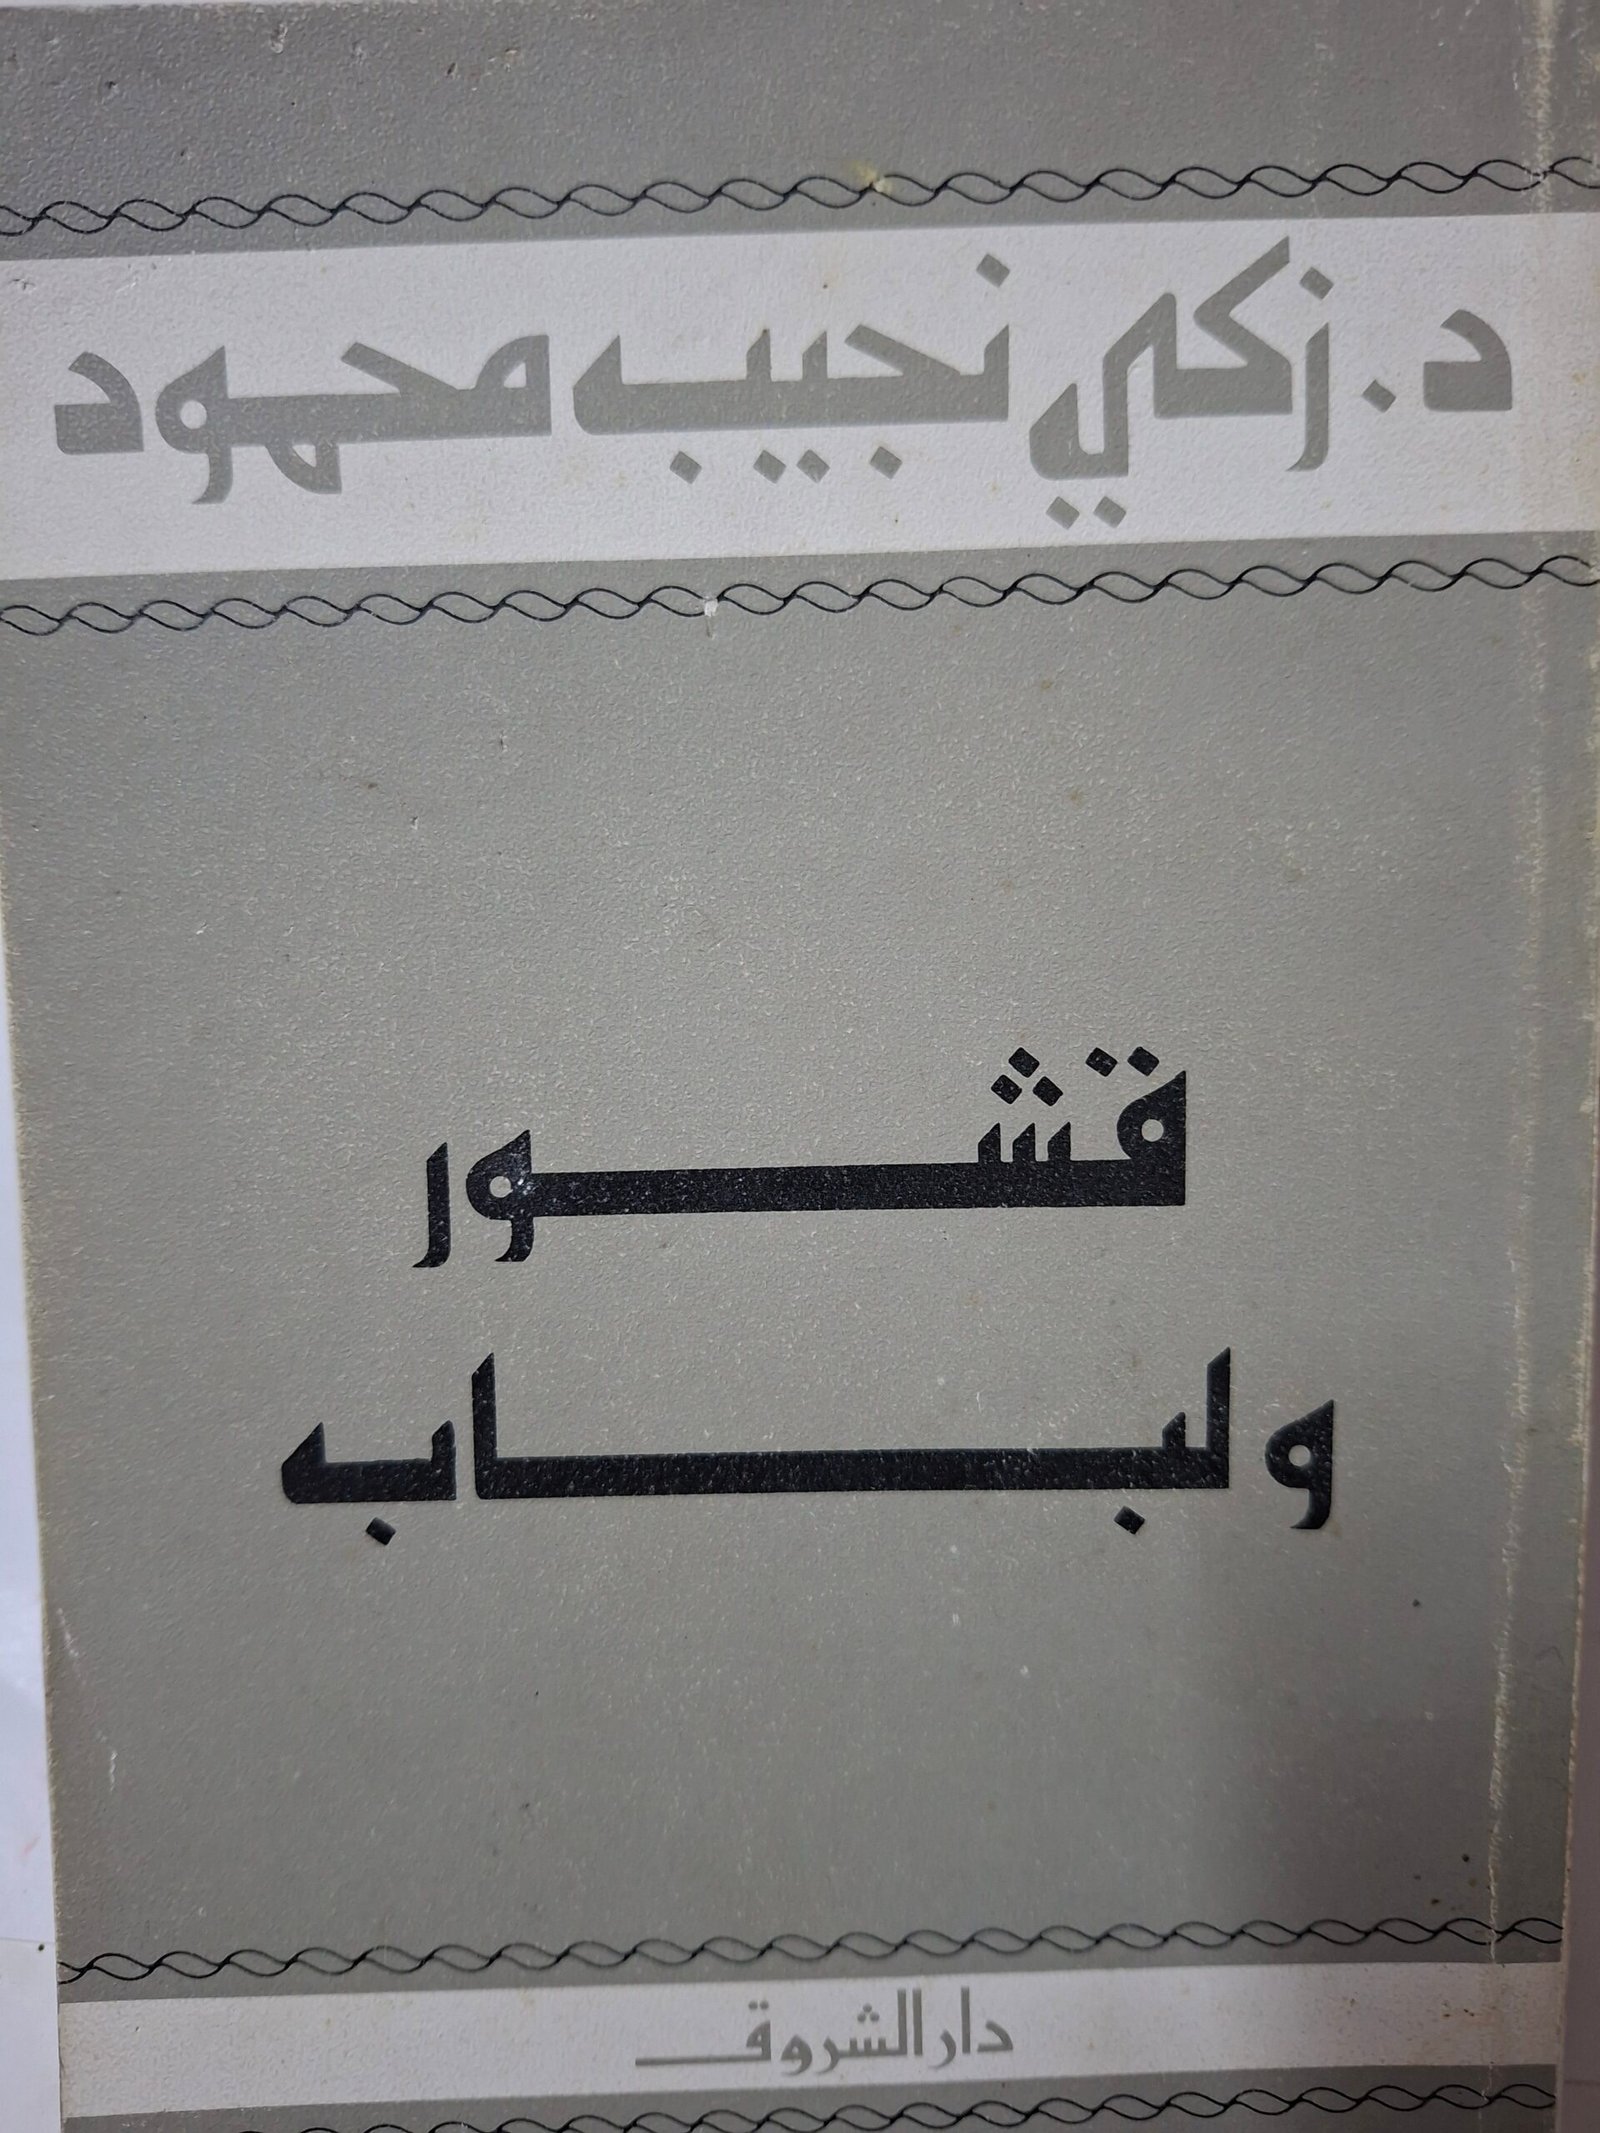 د. زكي نجيب محمود
قشور
ولباب
دار الشروق